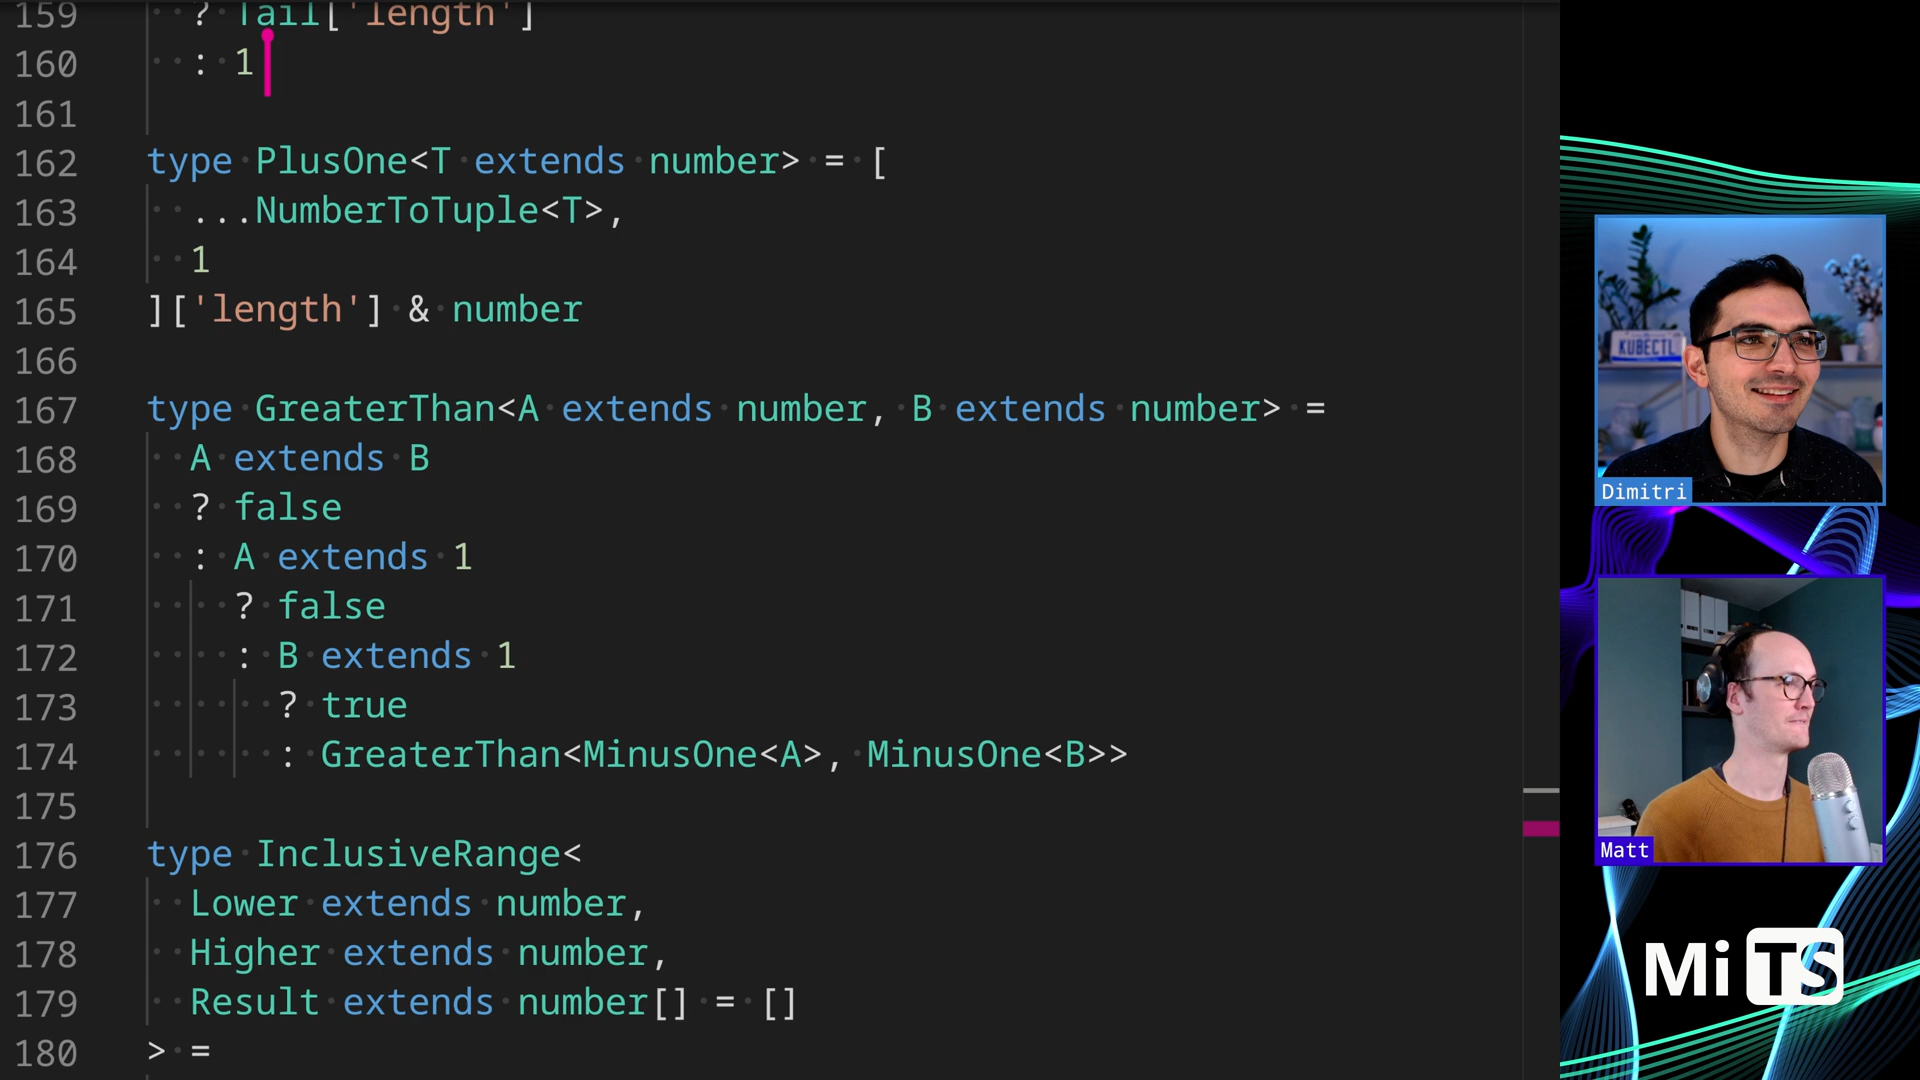 159 ? Tail['length']
160 : 1
161
162 type PlusOne<T extends number> = [
163 ...NumberToTuple<T>,
164 1
165 ]['length'] & number
166
167 type GreaterThan<A extends number, B extends number> =
168 A extends B
169 ? false
170 : A extends 1
171 ? false
172 : B extends 1
173 ? true
174 : GreaterThan<MinusOne<A>, MinusOne<B>>
175
176 type InclusiveRange<
177 Lower extends number,
178 Higher extends number,
179 Result extends number[] = []
180 > =
KUBECTL
Dimitri
Matt
MiTS